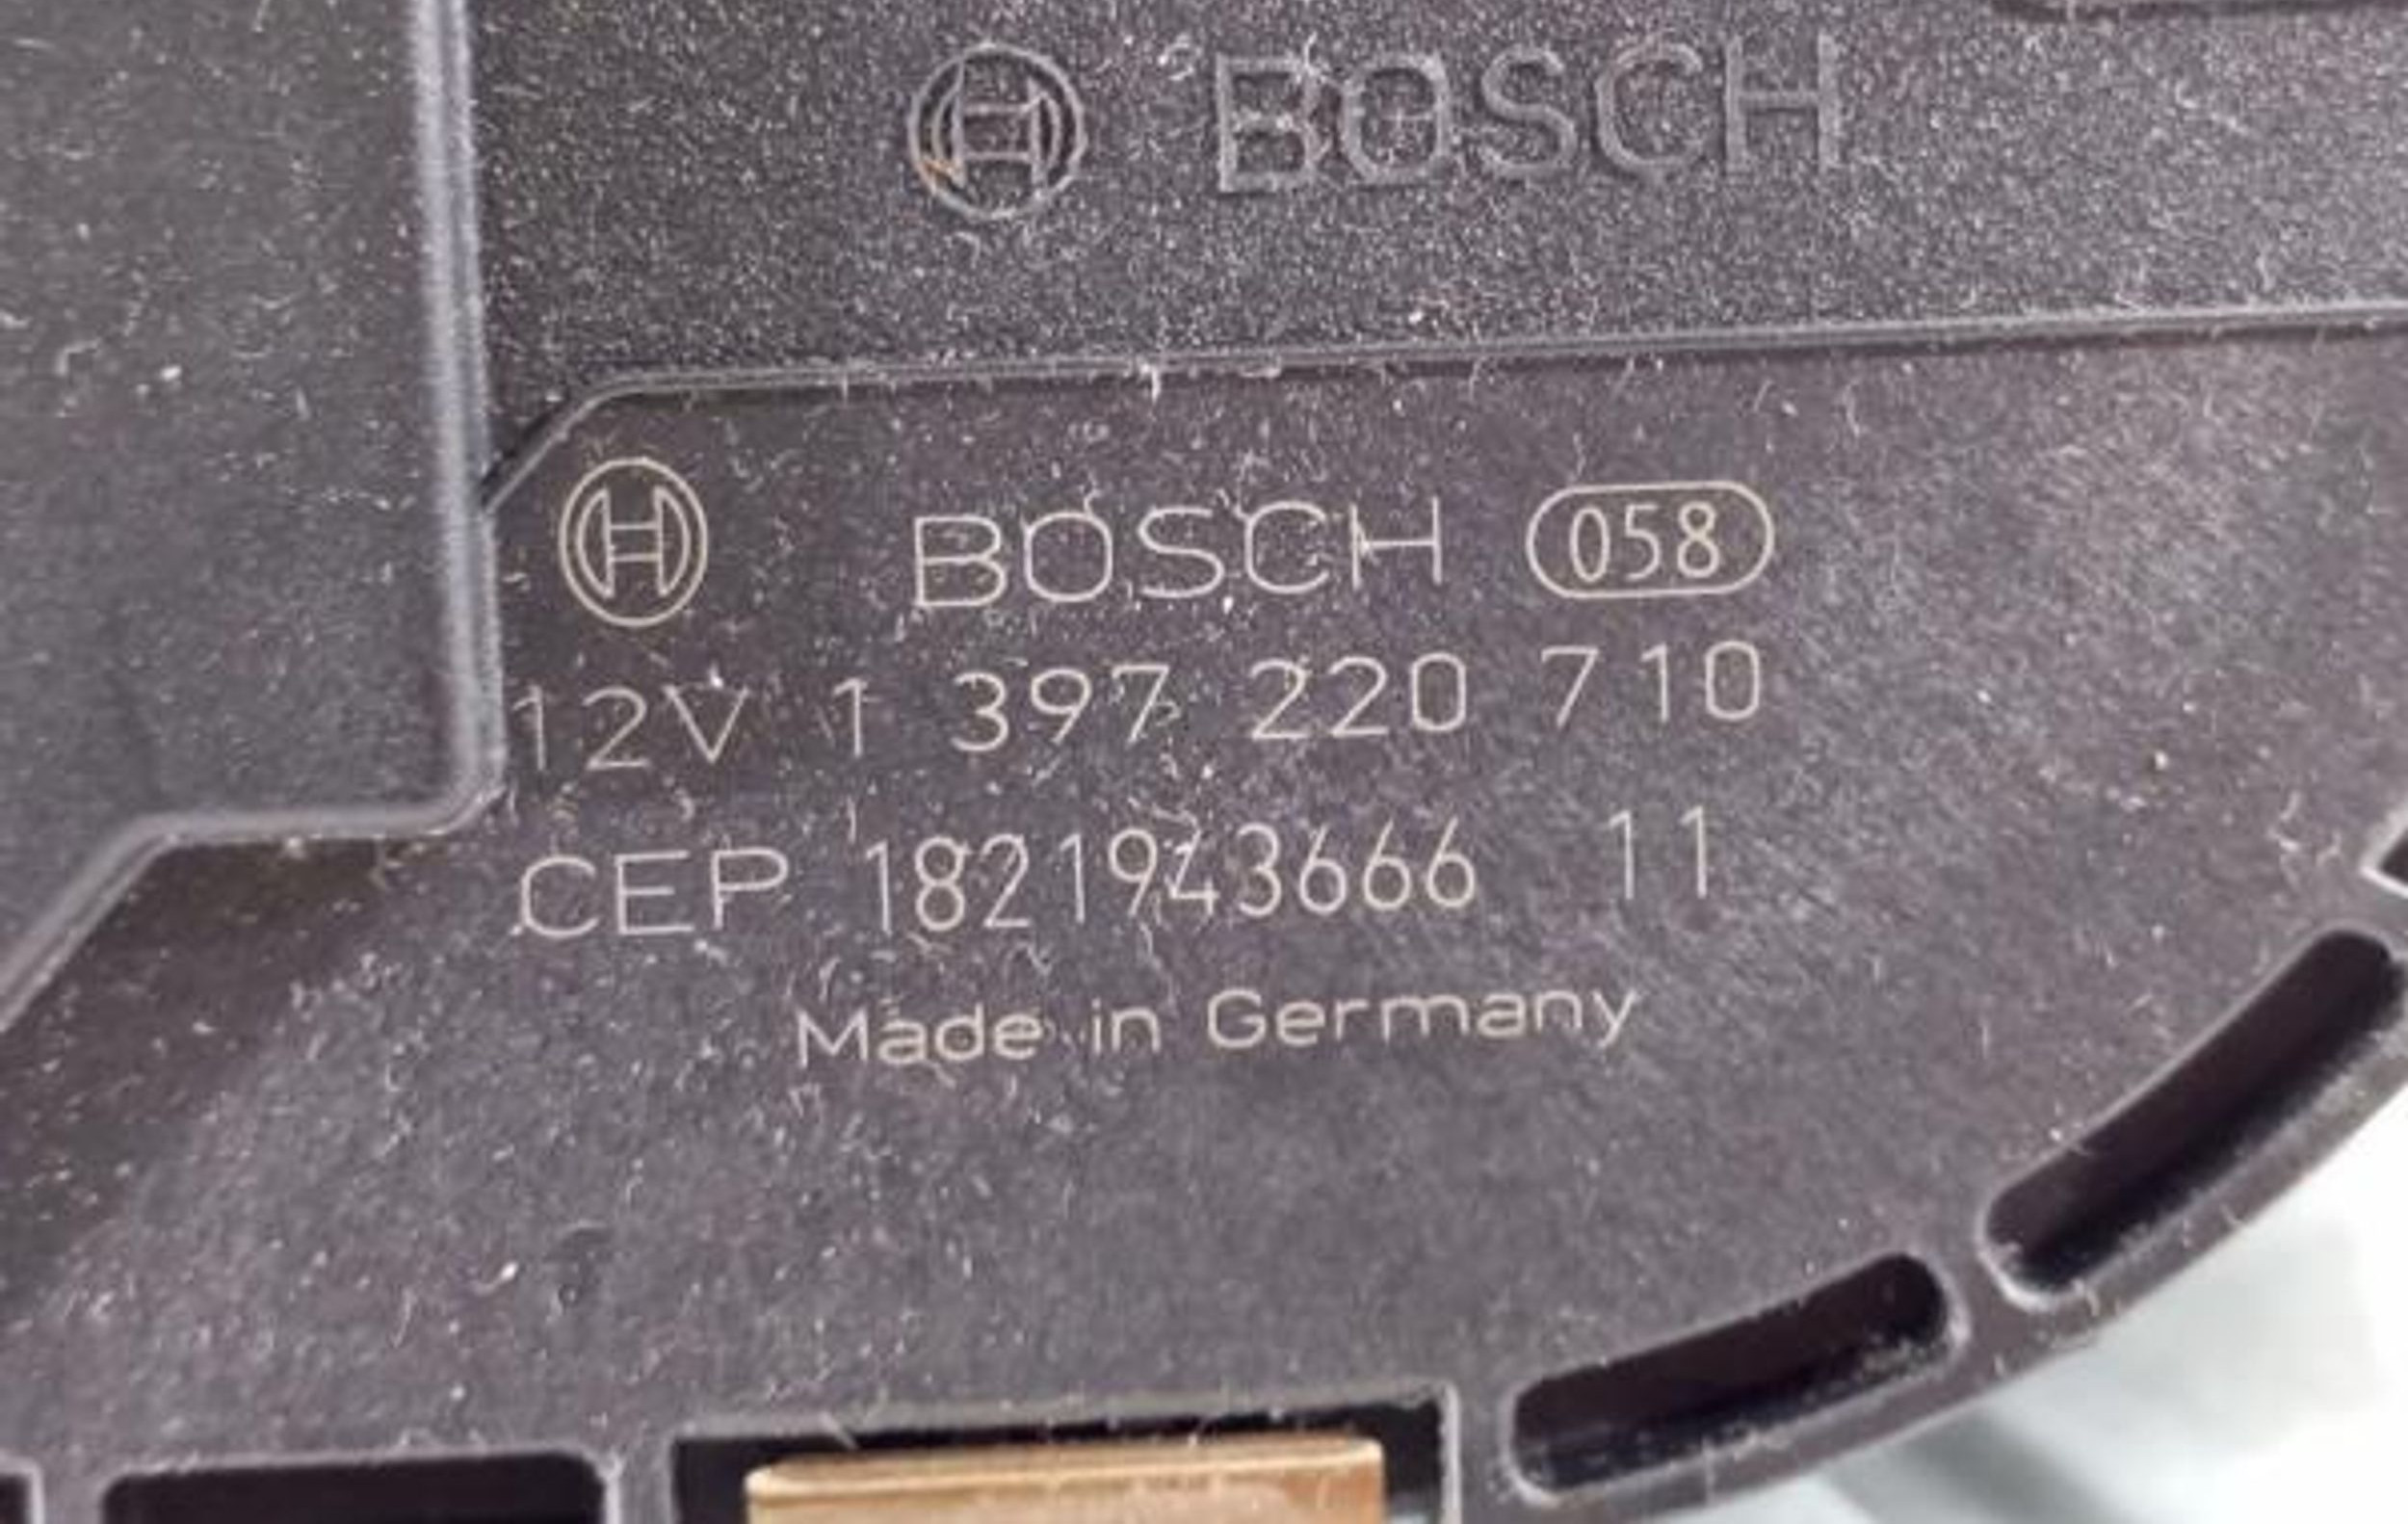 BOSCH
BOSCH 058
12V 1 397 220 710
CEP 1821943666 11
Made in Germany